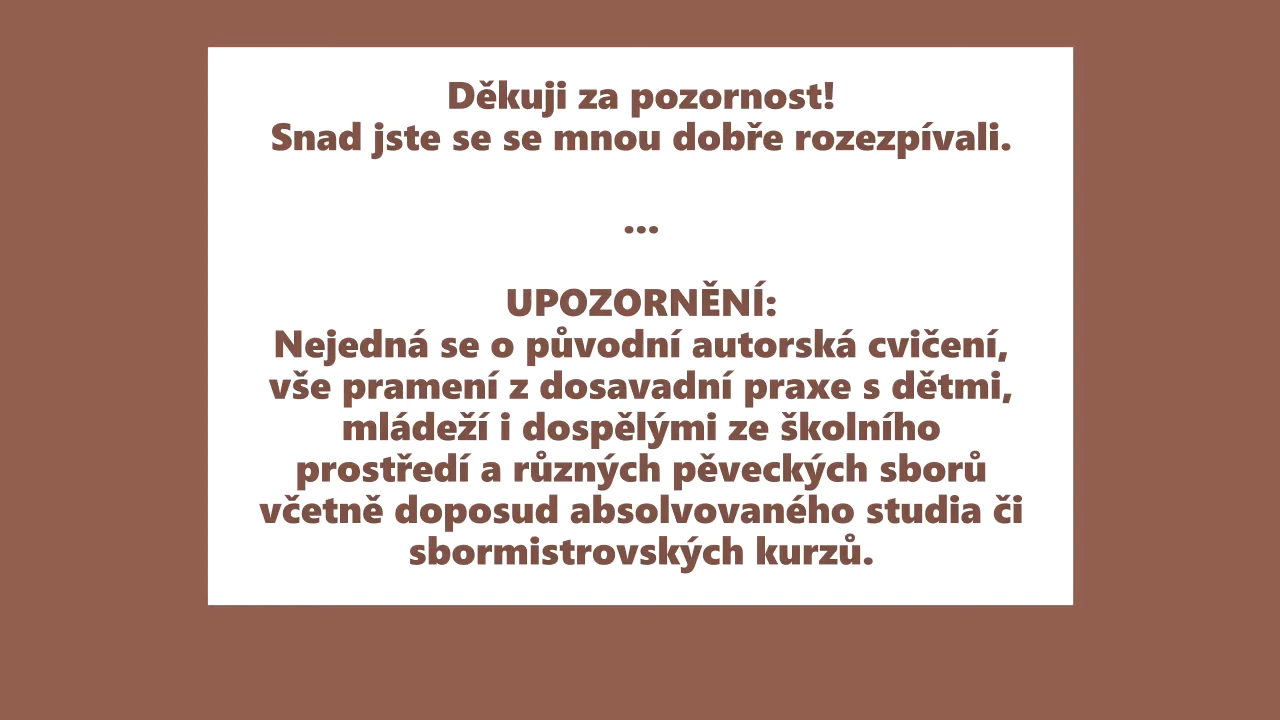 Děkuji za pozornost!
Snad jste se se mnou dobře rozezpívali.
...
UPOZORNĚNÍ:
Nejedná se o původní autorská cvičení,
vše pramení z dosavadní praxe s dětmi,
mládeží i dospělými ze školního
prostředí a různých pěveckých sborů
včetně doposud absolvovaného studia či
sbormistrovských kurzů.